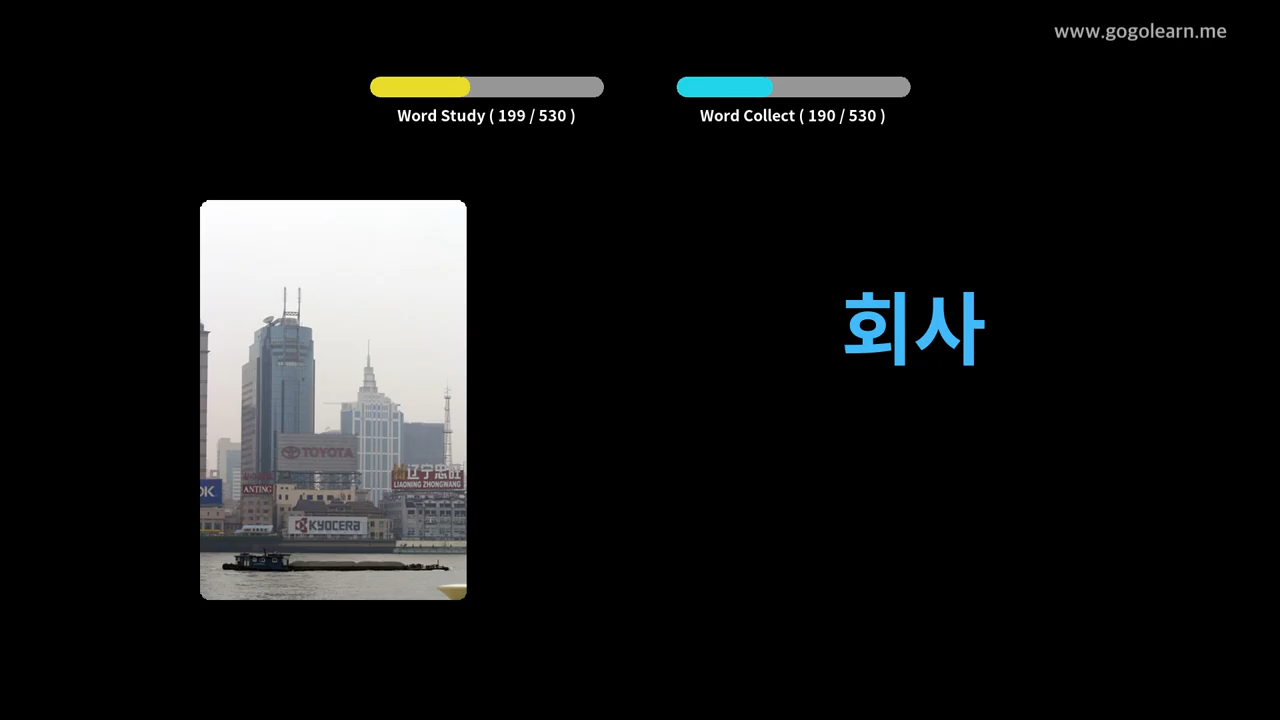 www.gogolearn.me
Word Study ( 199 / 530 )
Word Collect ( 190 / 530 )
회사
TOYOTA
辽宁忠旺
LIAONING ZHONGWANG
OK
ANTING
KYOCERA